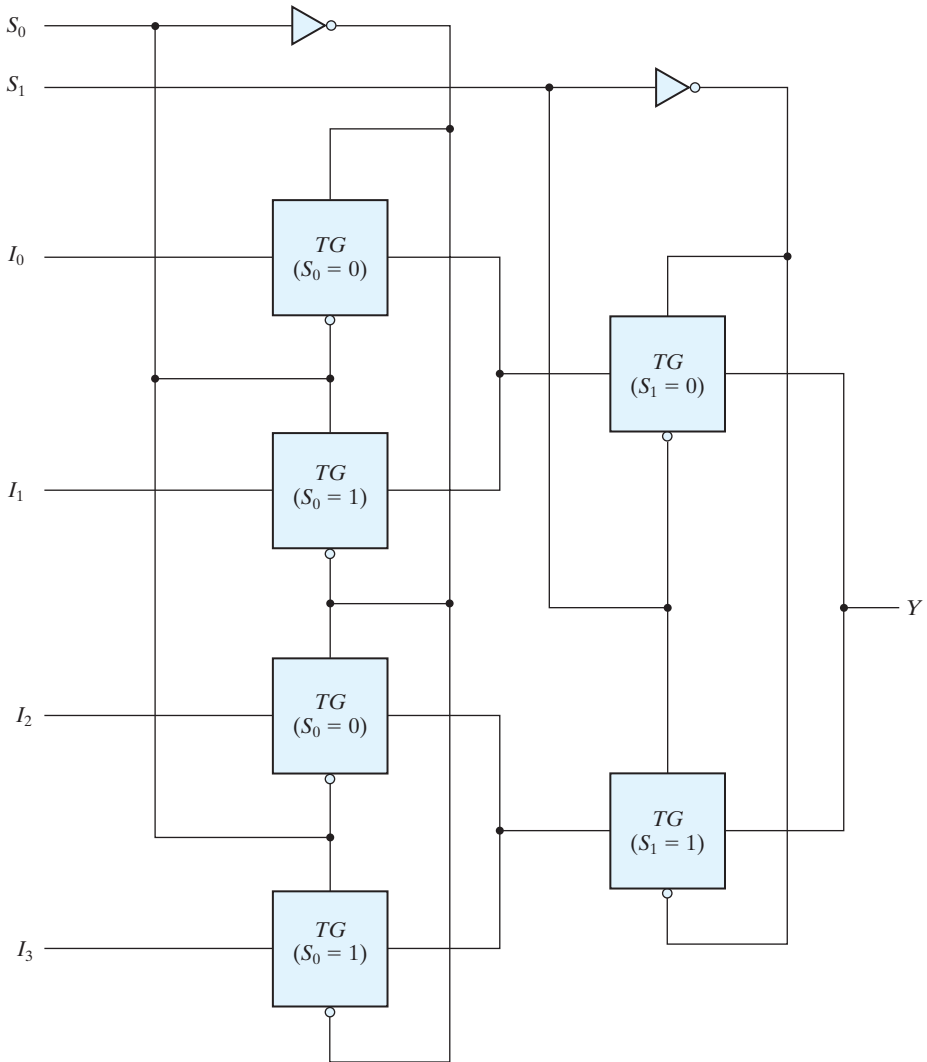 S₀
S₁
I₀
TG
(S₀ = 0)
TG
(S₁ = 0)
I₁
TG
(S₀ = 1)
Y
I₂
TG
(S₀ = 0)
TG
(S₁ = 1)
I₃
TG
(S₀ = 1)